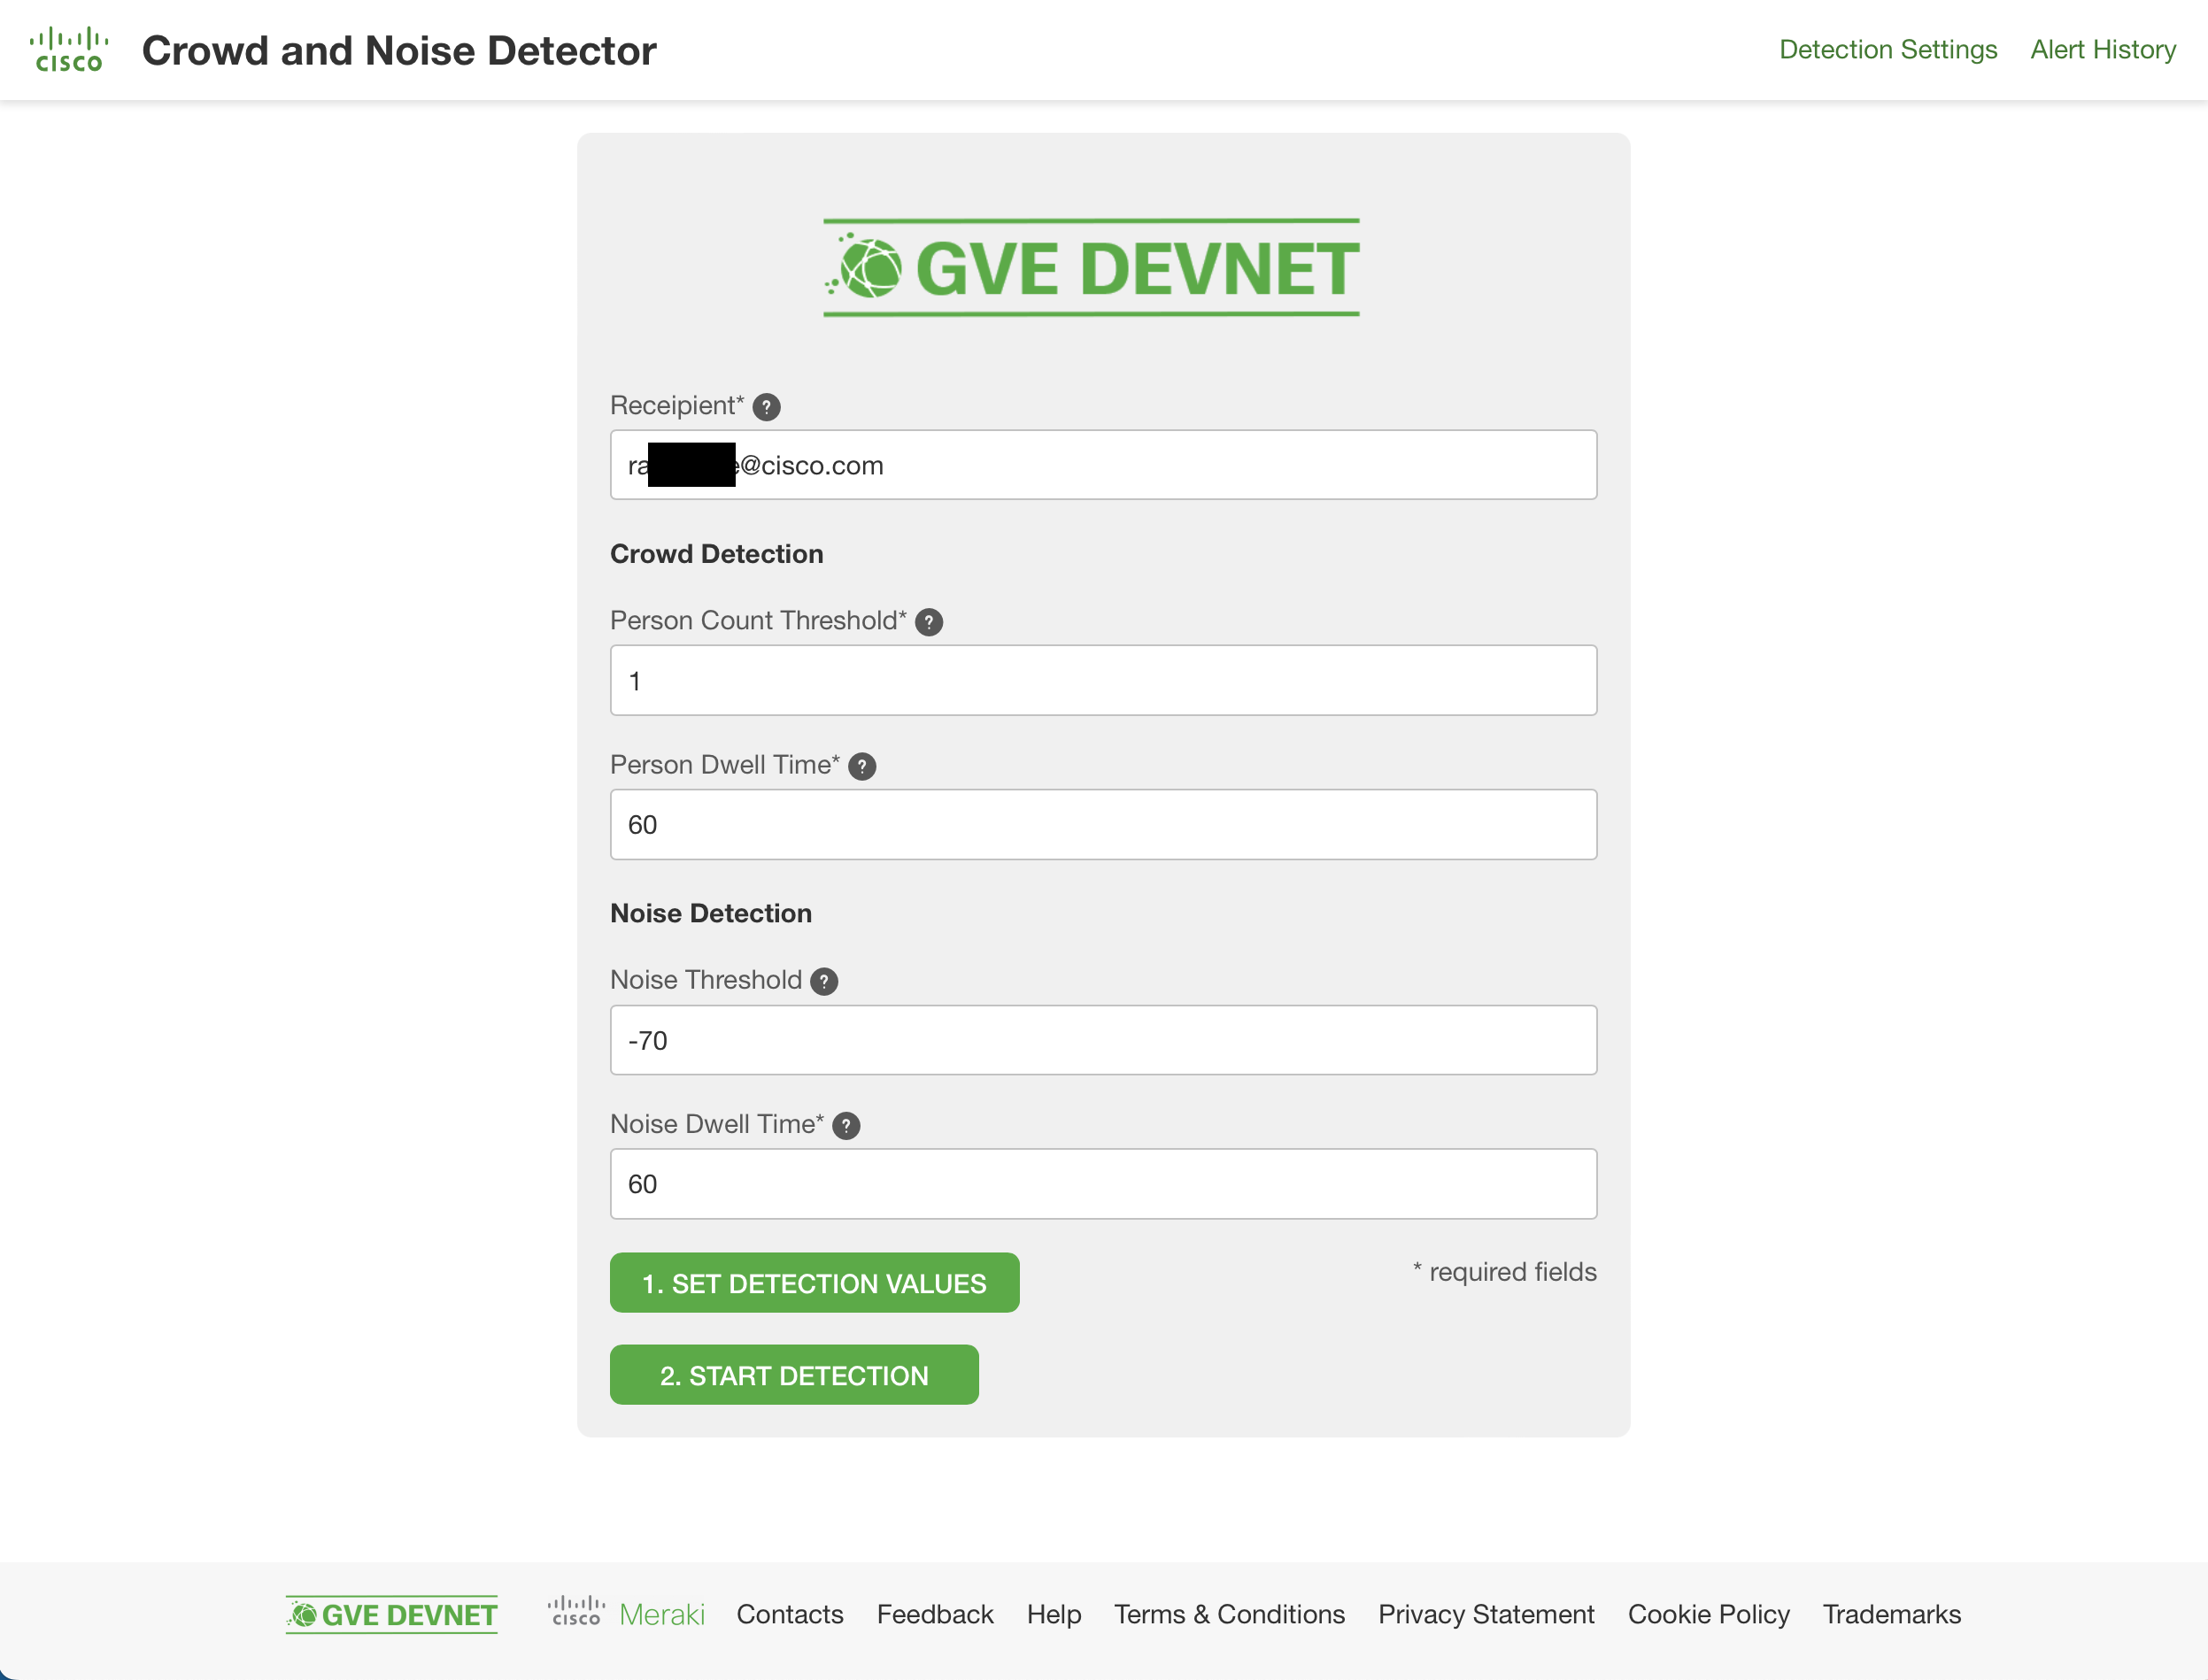 CISCO
Crowd and Noise Detector
Detection Settings
Alert History
GVE DEVNET
Receipient* ?
ra e@cisco.com
Crowd Detection
Person Count Threshold* ?
1
Person Dwell Time* ?
60
Noise Detection
Noise Threshold ?
-70
Noise Dwell Time* ?
60
1. SET DETECTION VALUES
* required fields
2. START DETECTION
GVE DEVNET
CISCO Meraki
Contacts
Feedback
Help
Terms & Conditions
Privacy Statement
Cookie Policy
Trademarks